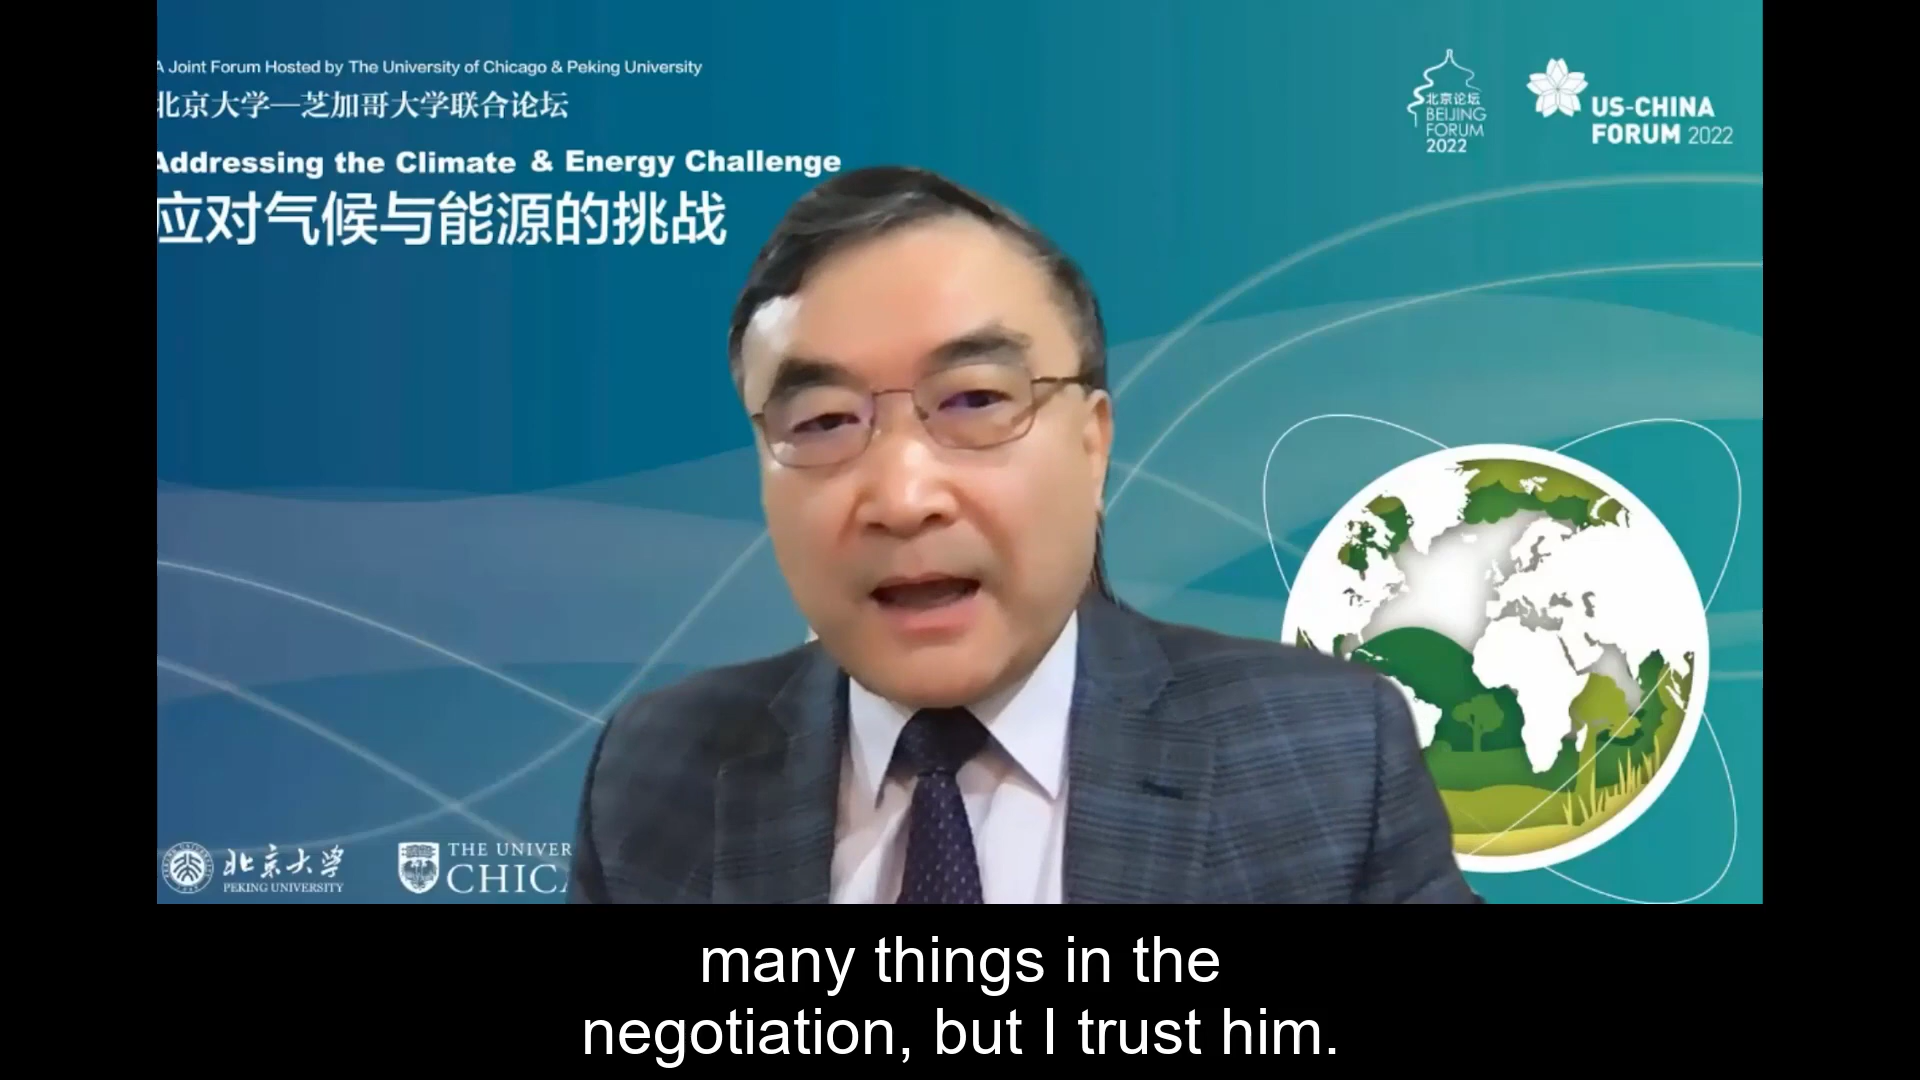 A Joint Forum Hosted by The University of Chicago & Peking University
北京大学—芝加哥大学联合论坛
Addressing the Climate & Energy Challenge
应对气候与能源的挑战
北京论坛
BEIJING
FORUM
2022
US-CHINA
FORUM 2022
北京大学
PEKING UNIVERSITY
THE UNIVER
CHICA
many things in the
negotiation, but I trust him.